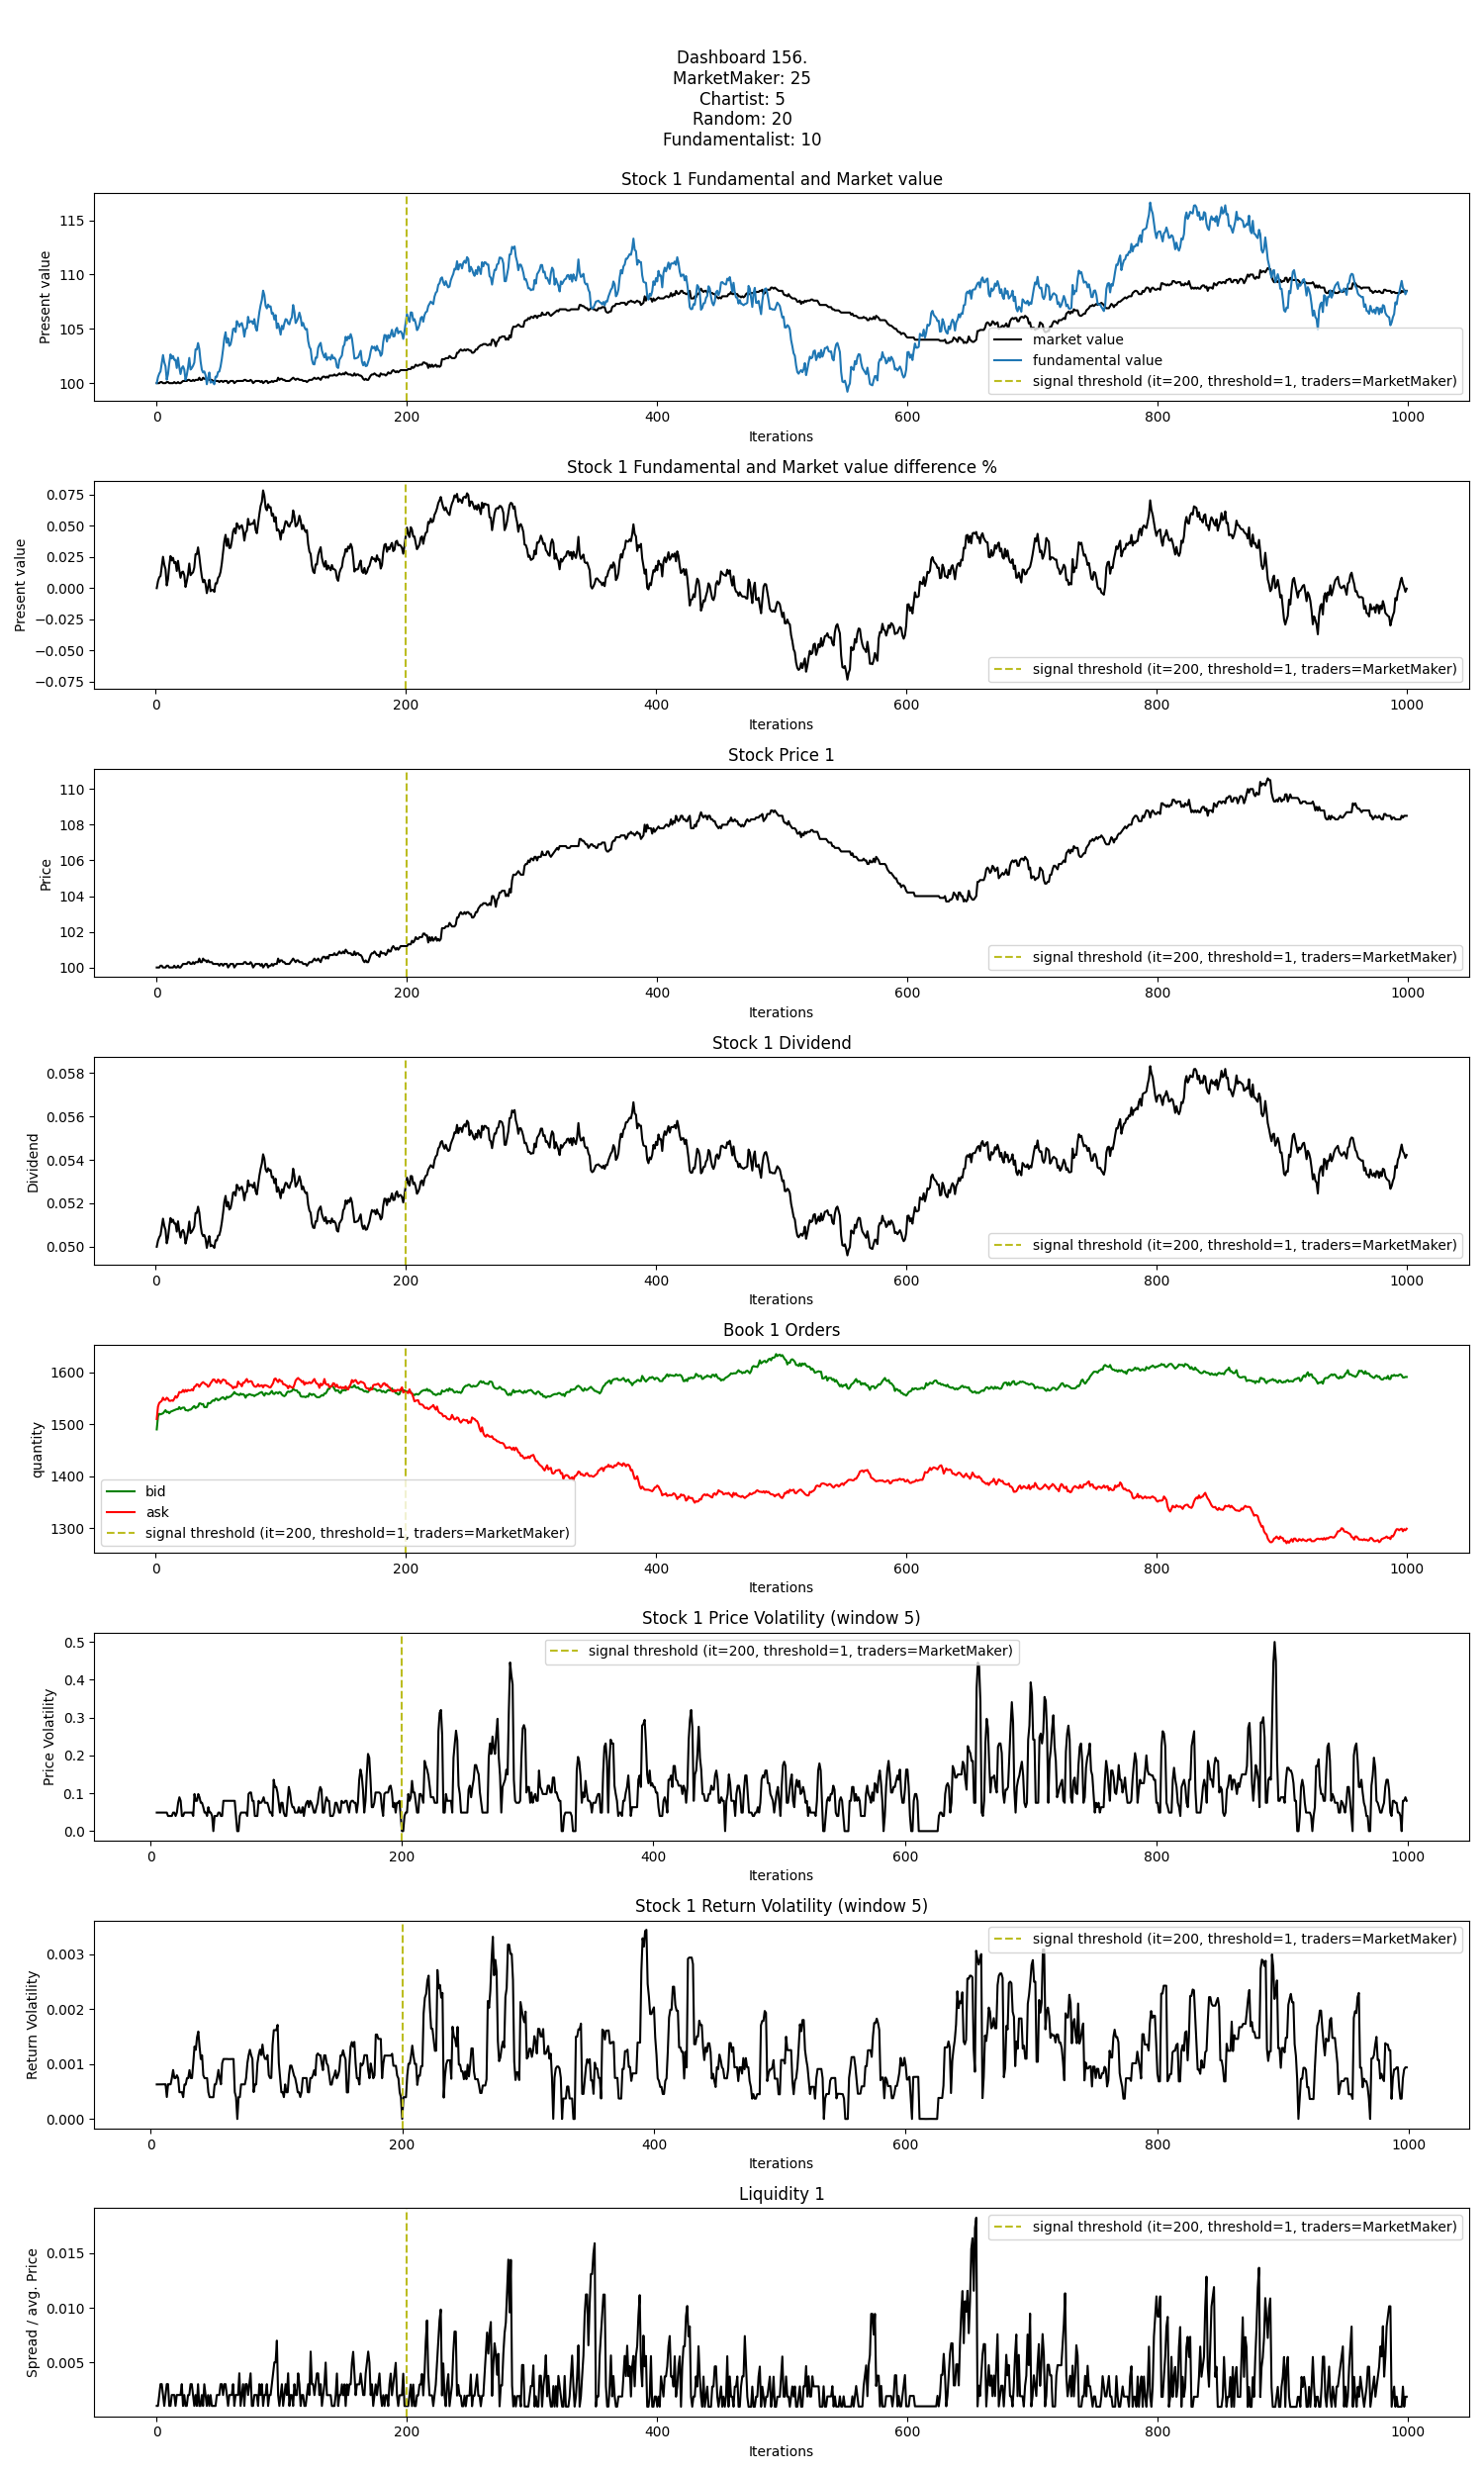 Dashboard 156.
MarketMaker: 25
Chartist: 5
Random: 20
Fundamentalist: 10
Stock 1 Fundamental and Market value
Present value
115
110
105
100
market value
fundamental value
signal threshold (it=200, threshold=1, traders=MarketMaker)
0 200 400 600 800 1000
Iterations
Stock 1 Fundamental and Market value difference %
Present value
0.075
0.050
0.025
0.000
−0.025
−0.050
−0.075
signal threshold (it=200, threshold=1, traders=MarketMaker)
0 200 400 600 800 1000
Iterations
Stock Price 1
Price
110
108
106
104
102
100
signal threshold (it=200, threshold=1, traders=MarketMaker)
0 200 400 600 800 1000
Iterations
Stock 1 Dividend
Dividend
0.058
0.056
0.054
0.052
0.050
signal threshold (it=200, threshold=1, traders=MarketMaker)
0 200 400 600 800 1000
Iterations
Book 1 Orders
quantity
1600
1500
1400
1300
bid
ask
signal threshold (it=200, threshold=1, traders=MarketMaker)
0 200 400 600 800 1000
Iterations
Stock 1 Price Volatility (window 5)
Price Volatility
0.5
0.4
0.3
0.2
0.1
0.0
signal threshold (it=200, threshold=1, traders=MarketMaker)
0 200 400 600 800 1000
Iterations
Stock 1 Return Volatility (window 5)
Return Volatility
0.003
0.002
0.001
0.000
signal threshold (it=200, threshold=1, traders=MarketMaker)
0 200 400 600 800 1000
Iterations
Liquidity 1
Spread / avg. Price
0.015
0.010
0.005
signal threshold (it=200, threshold=1, traders=MarketMaker)
0 200 400 600 800 1000
Iterations